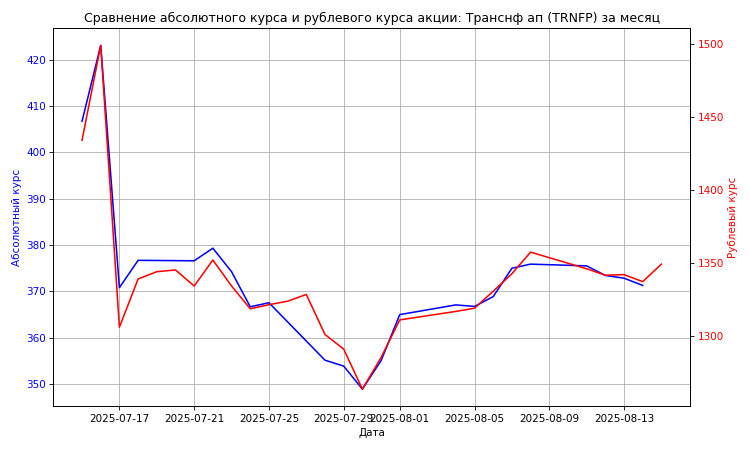 Сравнение абсолютного курса и рублевого курса акции: Транснф ап (TRNFP) за месяц
420
410
400
390
380
370
360
350
Абсолютный курс
1500
1450
1400
1350
1300
Рублевый курс
2025-07-17 2025-07-21 2025-07-25 2025-07-29 2025-08-01 2025-08-05 2025-08-09 2025-08-13
Дата